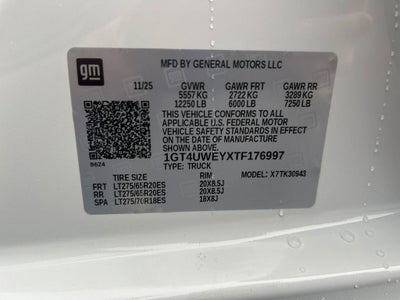 gm
MFD BY GENERAL MOTORS LLC
11/25 GVWR GAWR FRT GAWR RR
5557 KG 2722 KG 3289 KG
12250 LB 6000 LB 7250 LB
THIS VEHICLE CONFORMS TO ALL
APPLICABLE U.S. FEDERAL MOTOR
VEHICLE SAFETY STANDARDS IN EFFECT ON THE
DATE OF MANUFACTURE SHOWN ABOVE.
1GT4UWEYXTF176997
8624 TYPE: TRUCK MODEL: X7TK30943
TIRE SIZE RIM
FRT LT275/65R20ES 20X8.5J
RR LT275/65R20ES 20X8.5J
SPA LT275/70R18ES 18X8J